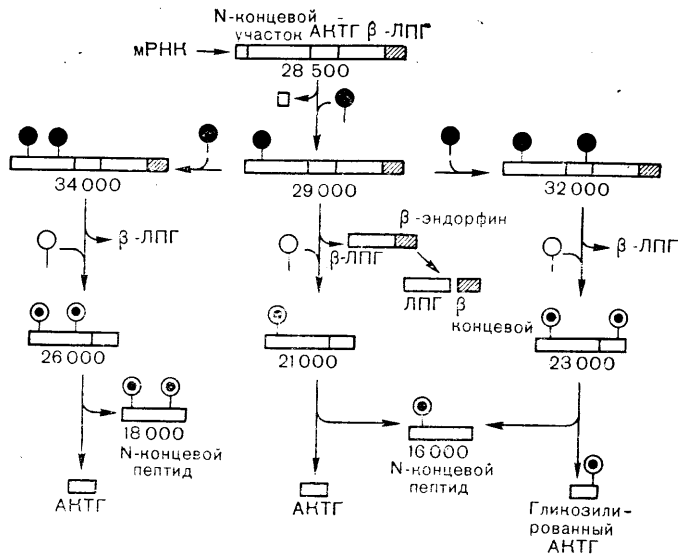 N-концевой
участок АКТГ β-ЛПГ
мРНК
28 500
34 000
29 000
32 000
β-ЛПГ
β-эндорфин
β-ЛПГ
β-ЛПГ
ЛПГ β
концевой
26 000
21 000
23 000
18 000
N-концевой
пептид
16 000
N-концевой
пептид
АКТГ
АКТГ
Гликозили-
рованный
АКТГ